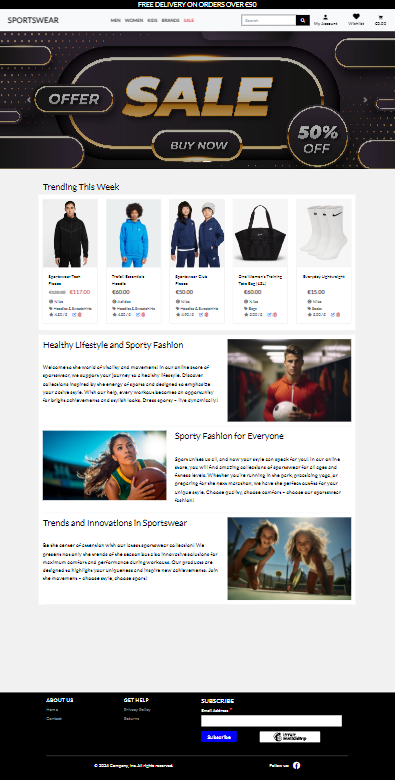 FREE DELIVERY ON ORDERS OVER €50
SPORTSWEAR
MEN WOMEN KIDS BRANDS SALE
Search
My Account
Wishlist
€0.00
OFFER
SALE
BUY NOW
50%
OFF
Trending This Week
Sportswear Tech
Fleece
€117.00
Nike
Hoodies & Sweatshirts
Trefoil Essentials
Hoodie
€60.00
Adidas
Hoodies & Sweatshirts
Sportswear Club
Fleece
€60.00
Nike
Hoodies & Sweatshirts
One Women's Training
Tote Bag (18L)
€50.00
Nike
Bags
Everyday Lightweight
€15.00
Nike
Socks
Healthy Lifestyle and Sporty Fashion
Welcome to the world of vitality and movement! In our online store of
sportswear, we support your journey to a healthy lifestyle. Discover
collections inspired by the energy of sports and designed to emphasize
your active style. With our help, every workout becomes an opportunity
for bright achievements and stylish looks. Dress sporty – live dynamically!
Sporty Fashion for Everyone
Sport unites us all, and now your style can speak for you! In our online
store, you will find amazing collections of sportswear for all ages and
fitness levels. Whether you're running in the park, practicing yoga, or
preparing for the next marathon, we have the perfect outfits for your
unique style. Choose quality, choose comfort – choose our sportswear
fashion!
Trends and Innovations in Sportswear
Be the center of attention with our latest sportswear collection! We
present not only the trends of the season but also innovative solutions for
maximum comfort and performance during workouts. Our products are
designed to highlight your uniqueness and inspire new achievements. Join
the movement – choose style, choose sport!
ABOUT US
Home
Contact
GET HELP
Privacy Policy
Returns
SUBSCRIBE
Email Address *
Subscribe
intuit
mailchimp
© 2024 Company, Inc. All rights reserved.
Follow us: